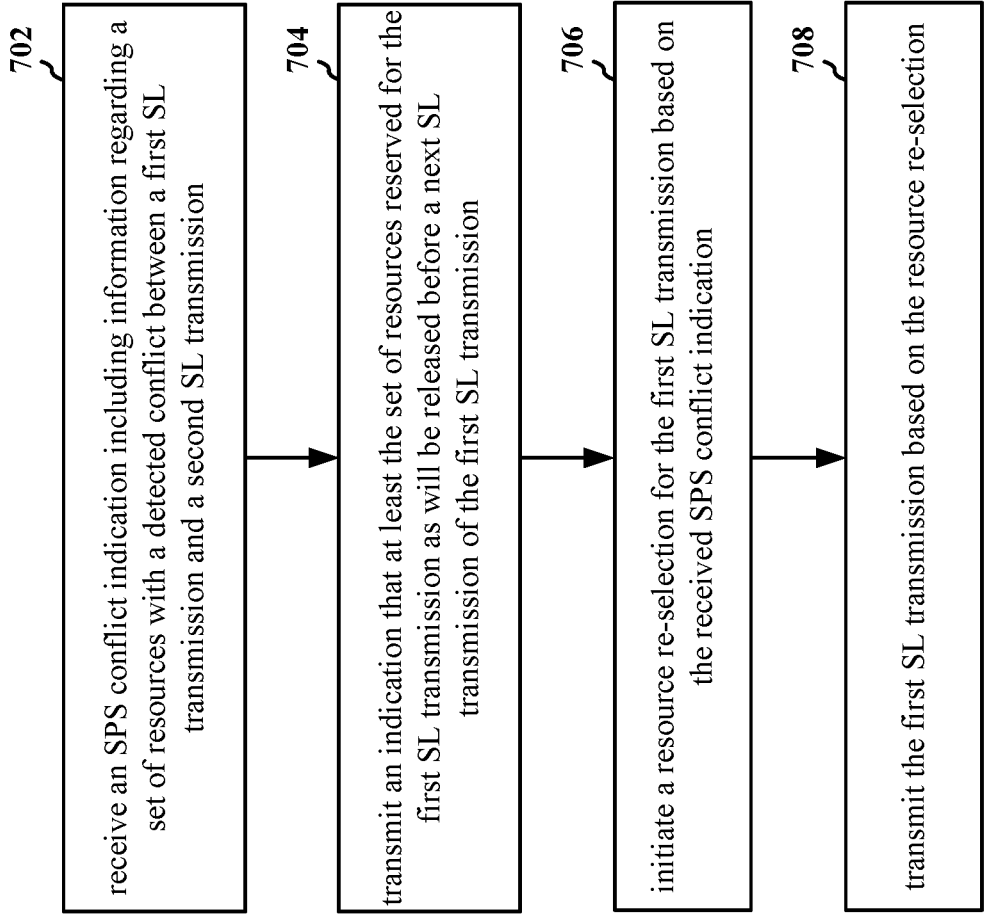 702
receive an SPS conflict indication including information regarding a
set of resources with a detected conflict between a first SL
transmission and a second SL transmission
704
transmit an indication that at least the set of resources reserved for the
first SL transmission as will be released before a next SL
transmission of the first SL transmission
706
initiate a resource re-selection for the first SL transmission based on
the received SPS conflict indication
708
transmit the first SL transmission based on the resource re-selection